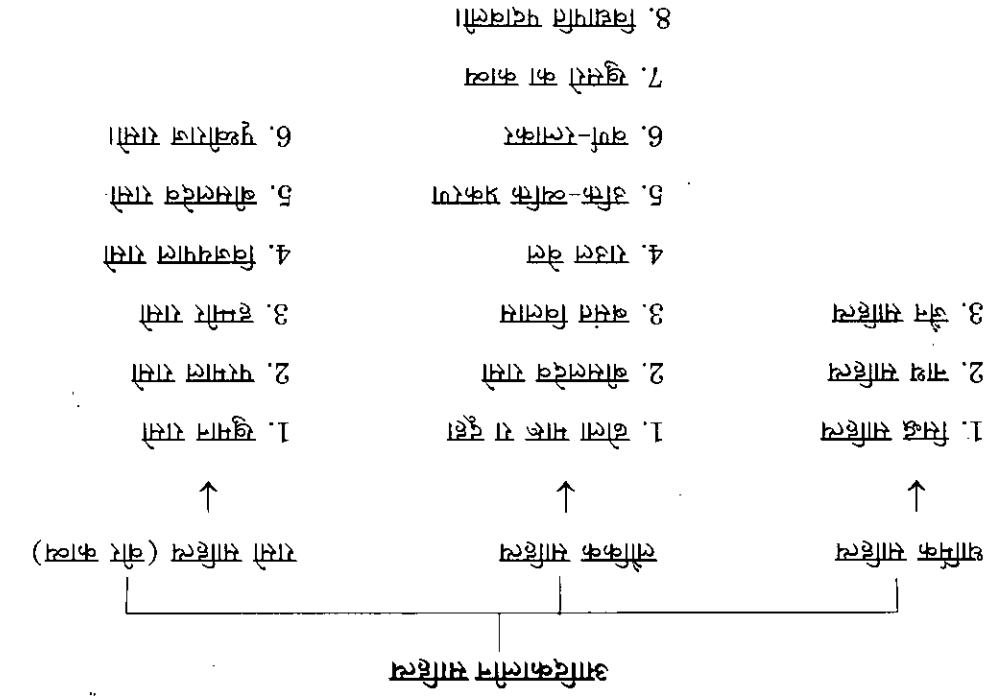 आदिकालीन साहित्य
धार्मिक साहित्य
↓
1. सिद्ध साहित्य
2. नाथ साहित्य
3. जैन साहित्य
लौकिक साहित्य
↓
1. ढोला मारू रा दूहा
2. बीसलदेव रासो
3. बसंत विलास
4. राउल वेल
5. उक्ति-व्यक्ति प्रकरण
6. वर्ण-रत्नाकर
7. खुसरो का काव्य
8. विद्यापति पदावली।
रासो साहित्य (वीर काव्य)
↓
1. खुमान रासो
2. परमाल रासो
3. हम्मीर रासो
4. विजयपाल रासो
5. बीसलदेव रासो
6. पृथ्वीराज रासो।